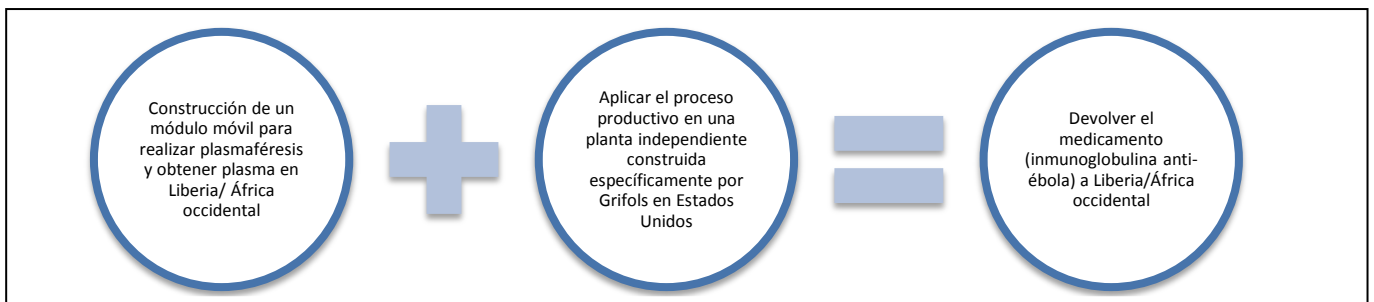 Construcción de un
módulo móvil para
realizar plasmaféresis
y obtener plasma en
Liberia/ África
occidental
Aplicar el proceso
productivo en una
planta independiente
construida
específicamente por
Grifols en Estados
Unidos
Devolver el
medicamento
(inmunoglobulina anti-
ébola) a Liberia/África
occidental